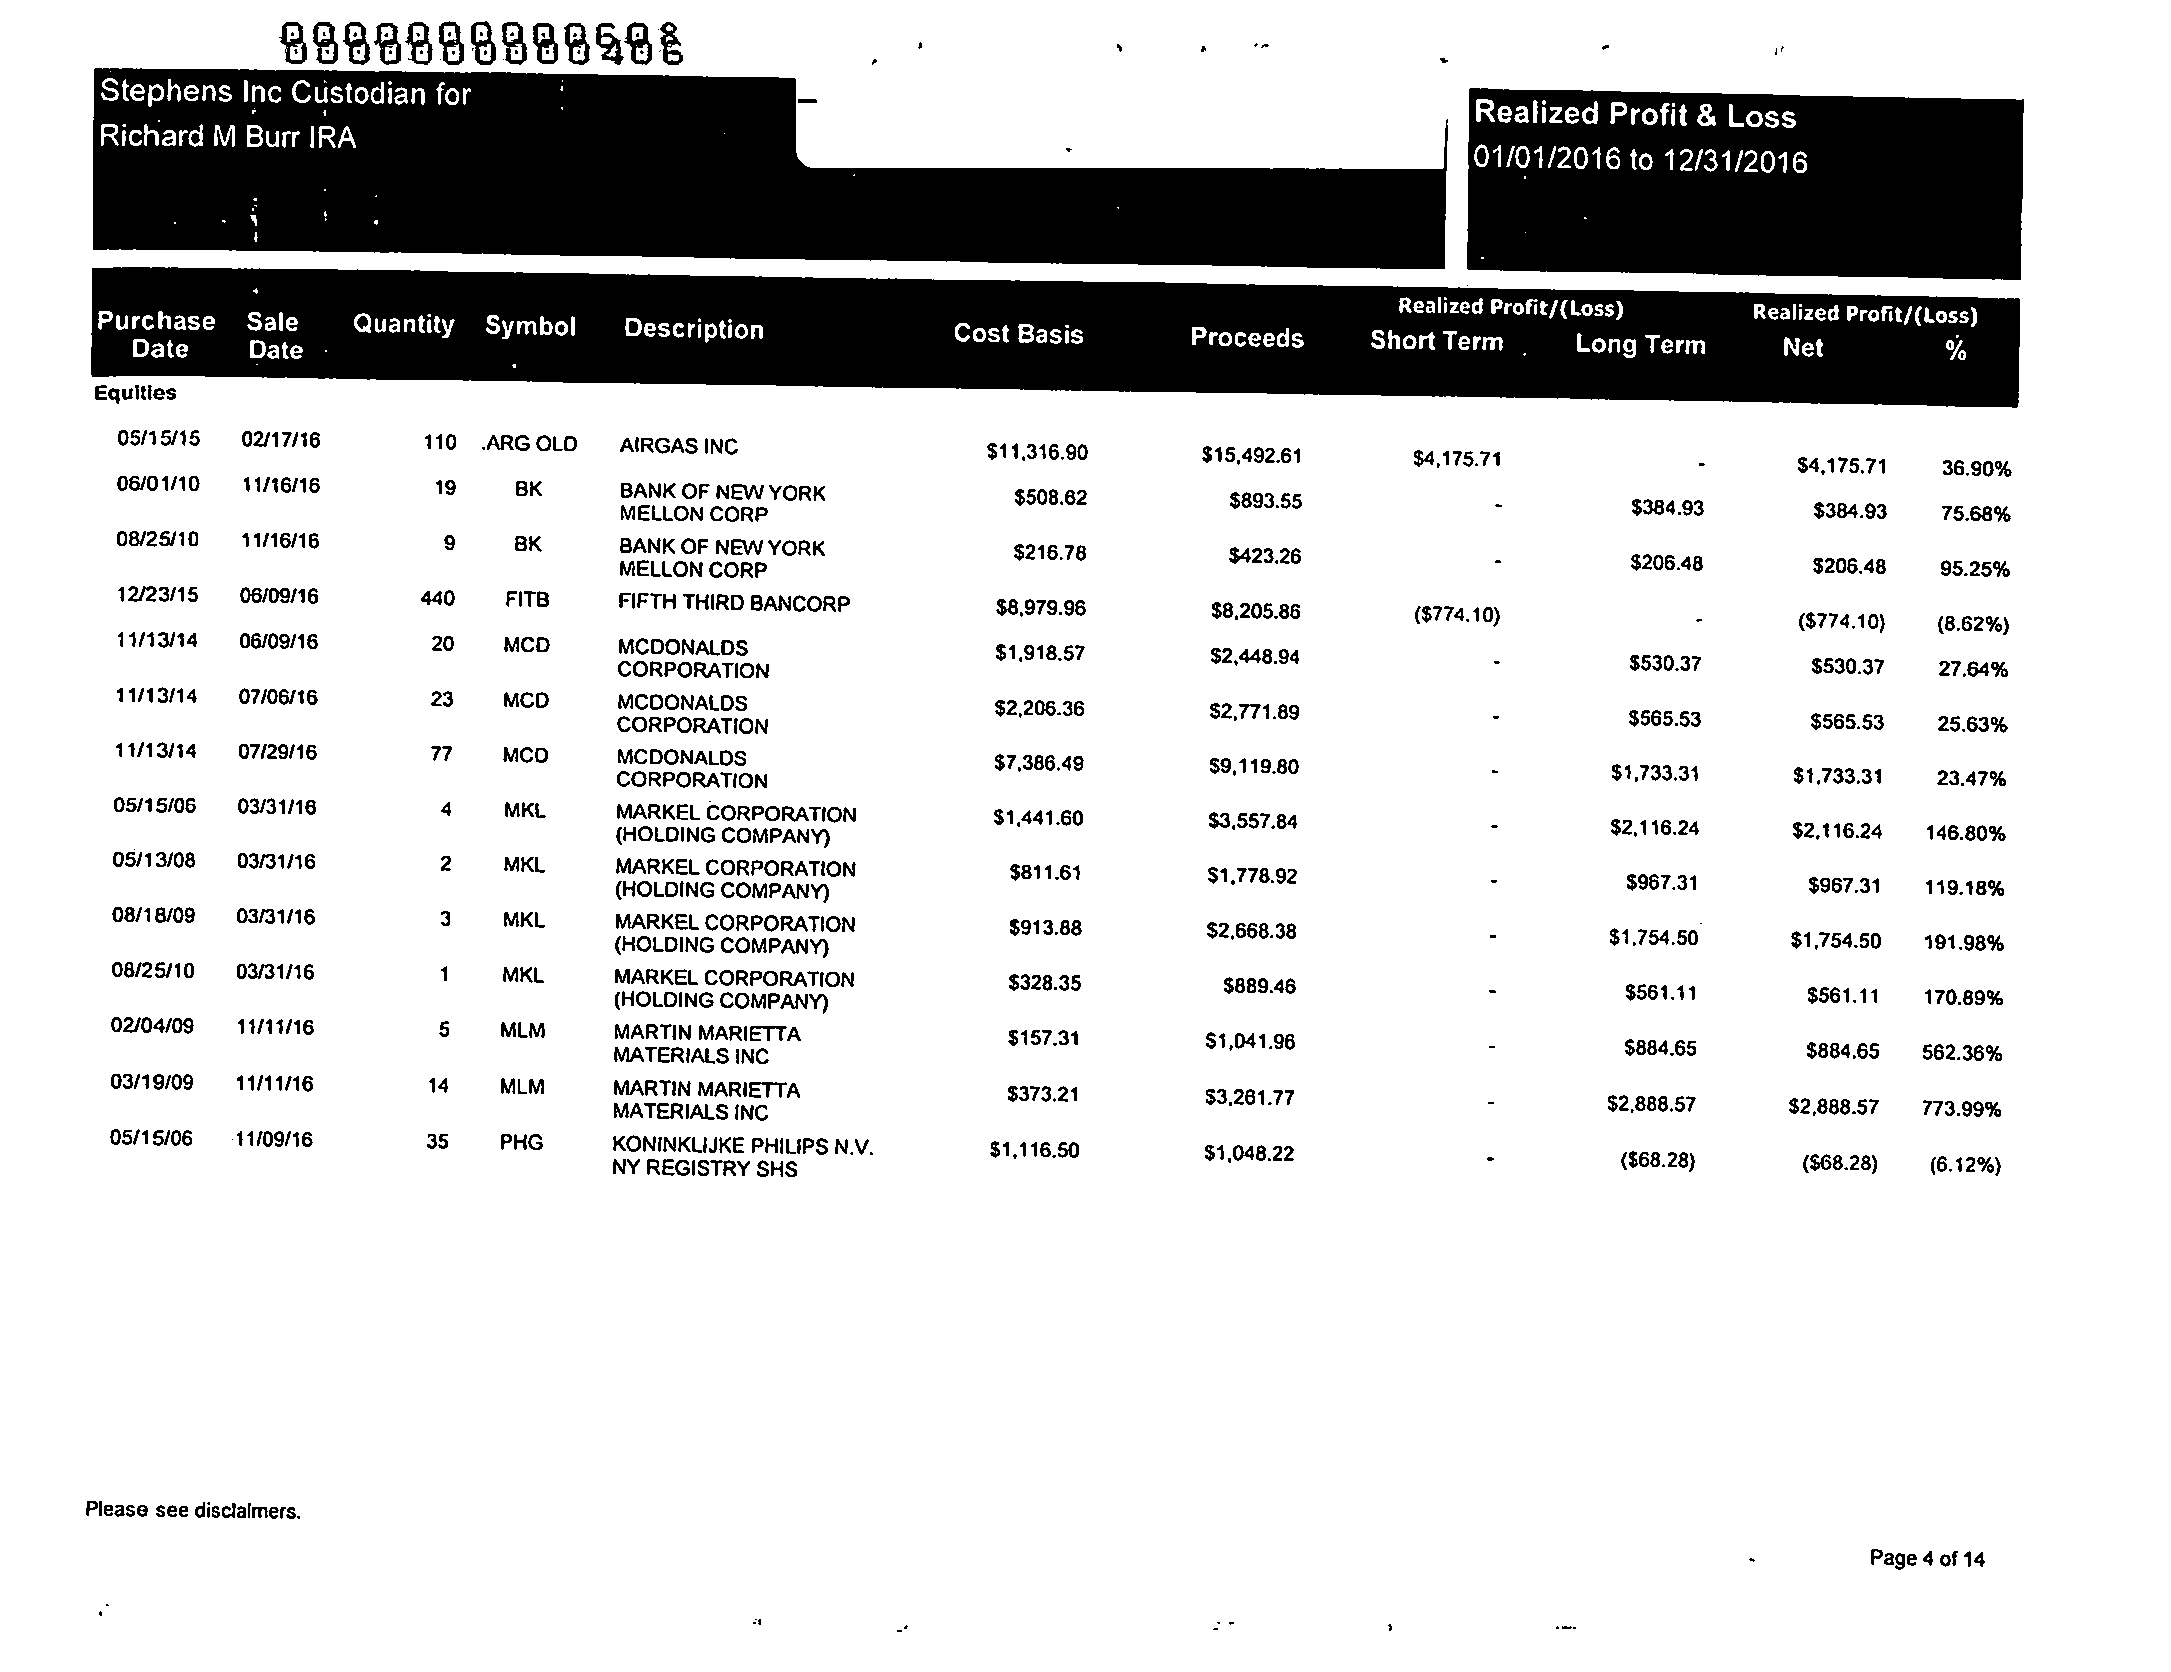 Stephens Inc Custodian for
Richard M Burr IRA
Realized Profit & Loss
01/01/2016 to 12/31/2016
Realized Profit/(Loss) Realized Profit/(Loss)
Purchase Date Sale Date Quantity Symbol Description Cost Basis Proceeds Short Term Long Term Net %
Equities
05/15/15 02/17/16 110 .ARG OLD AIRGAS INC $11,316.90 $15,492.61 $4,175.71 - $4,175.71 36.90%
06/01/10 11/16/16 19 BK BANK OF NEW YORK $508.62 $893.55 - $384.93 $384.93 75.68%
MELLON CORP
08/25/10 11/16/16 9 BK BANK OF NEW YORK $216.78 $423.26 - $206.48 $206.48 95.25%
MELLON CORP
12/23/15 06/09/16 440 FITB FIFTH THIRD BANCORP $8,979.96 $8,205.86 ($774.10) - ($774.10) (8.62%)
11/13/14 06/09/16 20 MCD MCDONALDS $1,918.57 $2,448.94 - $530.37 $530.37 27.64%
CORPORATION
11/13/14 07/06/16 23 MCD MCDONALDS $2,206.36 $2,771.89 - $565.53 $565.53 25.63%
CORPORATION
11/13/14 07/29/16 77 MCD MCDONALDS $7,386.49 $9,119.80 - $1,733.31 $1,733.31 23.47%
CORPORATION
05/15/06 03/31/16 4 MKL MARKEL CORPORATION $1,441.60 $3,557.84 - $2,116.24 $2,116.24 146.80%
(HOLDING COMPANY)
05/13/08 03/31/16 2 MKL MARKEL CORPORATION $811.61 $1,778.92 - $967.31 $967.31 119.18%
(HOLDING COMPANY)
08/18/09 03/31/16 3 MKL MARKEL CORPORATION $913.88 $2,668.38 - $1,754.50 $1,754.50 191.98%
(HOLDING COMPANY)
08/25/10 03/31/16 1 MKL MARKEL CORPORATION $328.35 $889.46 - $561.11 $561.11 170.89%
(HOLDING COMPANY)
02/04/09 11/11/16 5 MLM MARTIN MARIETTA $157.31 $1,041.96 - $884.65 $884.65 562.36%
MATERIALS INC
03/19/09 11/11/16 14 MLM MARTIN MARIETTA $373.21 $3,261.77 - $2,888.57 $2,888.57 773.99%
MATERIALS INC
05/15/06 11/09/16 35 PHG KONINKLIJKE PHILIPS N.V. $1,116.50 $1,048.22 - ($68.28) ($68.28) (6.12%)
NY REGISTRY SHS
Please see disclaimers.
Page 4 of 14